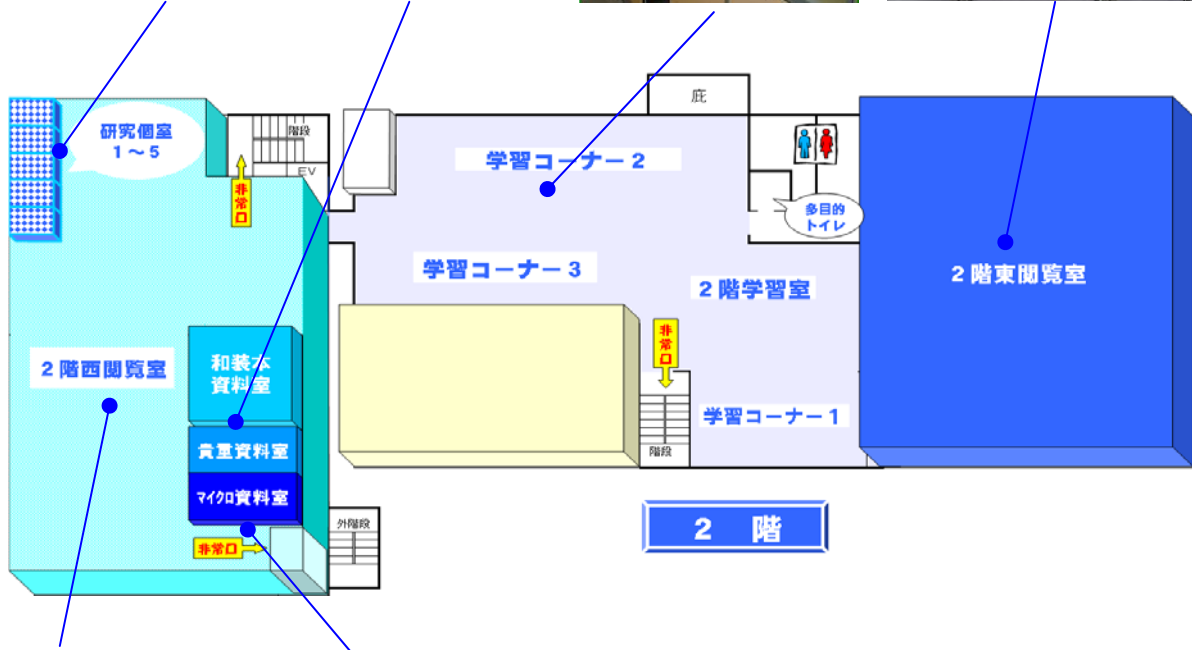 庇
研究個室
1～5
階段
EV
非常口
学習コーナー2
多目的
トイレ
学習コーナー3
2階学習室
2階東閲覧室
非常口
2階西閲覧室
和装本
資料室
学習コーナー1
階段
貴重資料室
マイクロ資料室
外階段
非常口
2 階